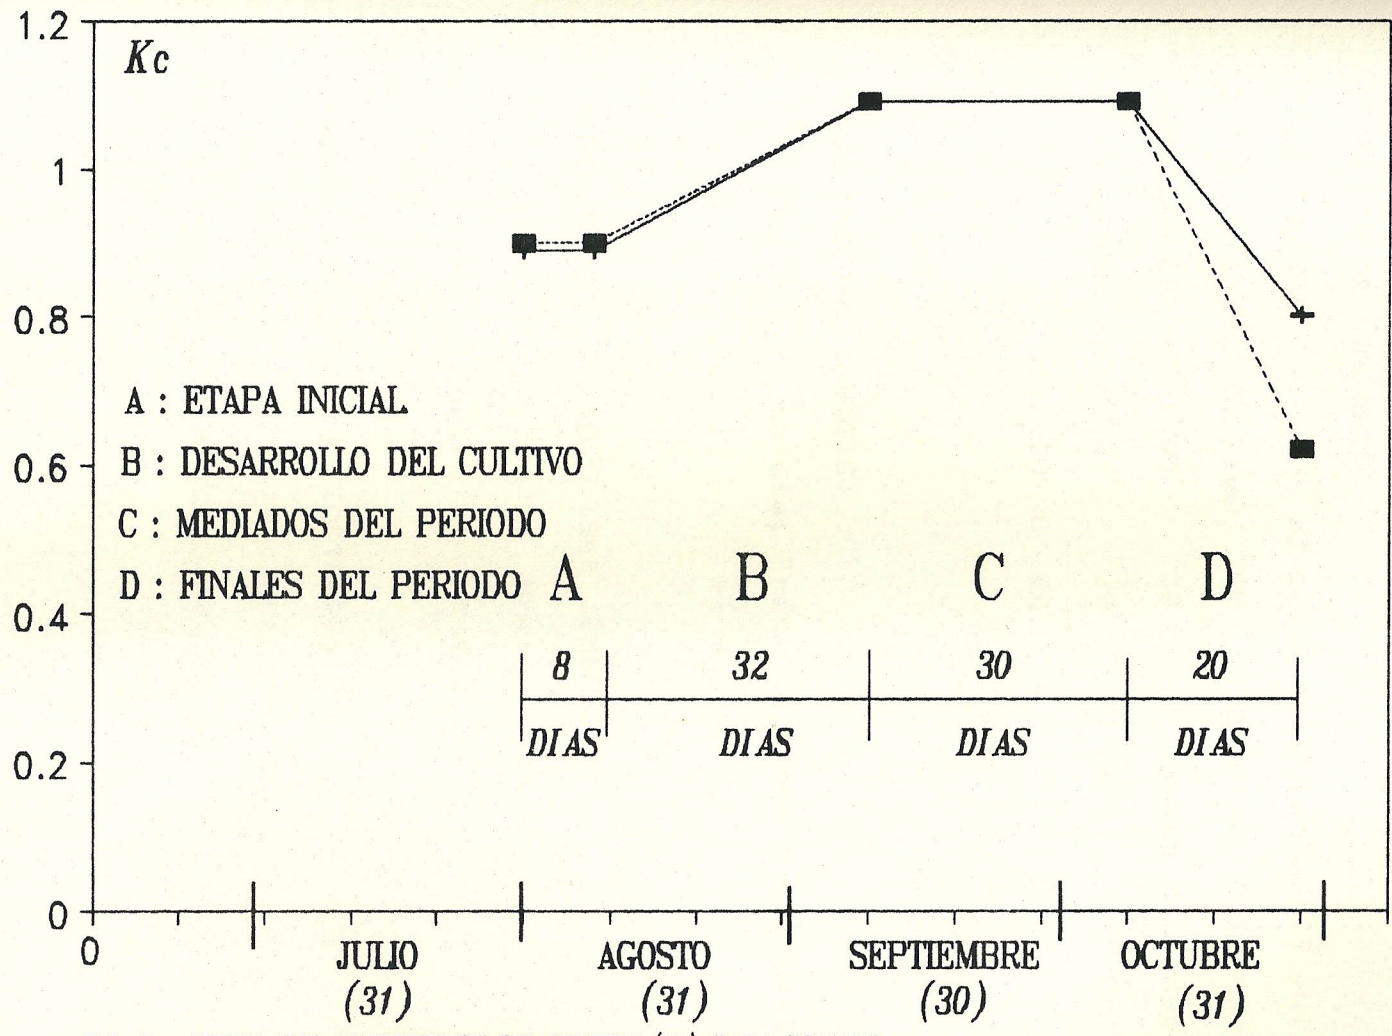 1.2
Kc
1
0.8
A : ETAPA INICIAL
B : DESARROLLO DEL CULTIVO
0.6
C : MEDIADOS DEL PERIODO
D : FINALES DEL PERIODO
A B C D
0.4
8 32 30 20
DIAS DIAS DIAS DIAS
0.2
0
0 JULIO AGOSTO SEPTIEMBRE OCTUBRE
(31) (31) (30) (31)